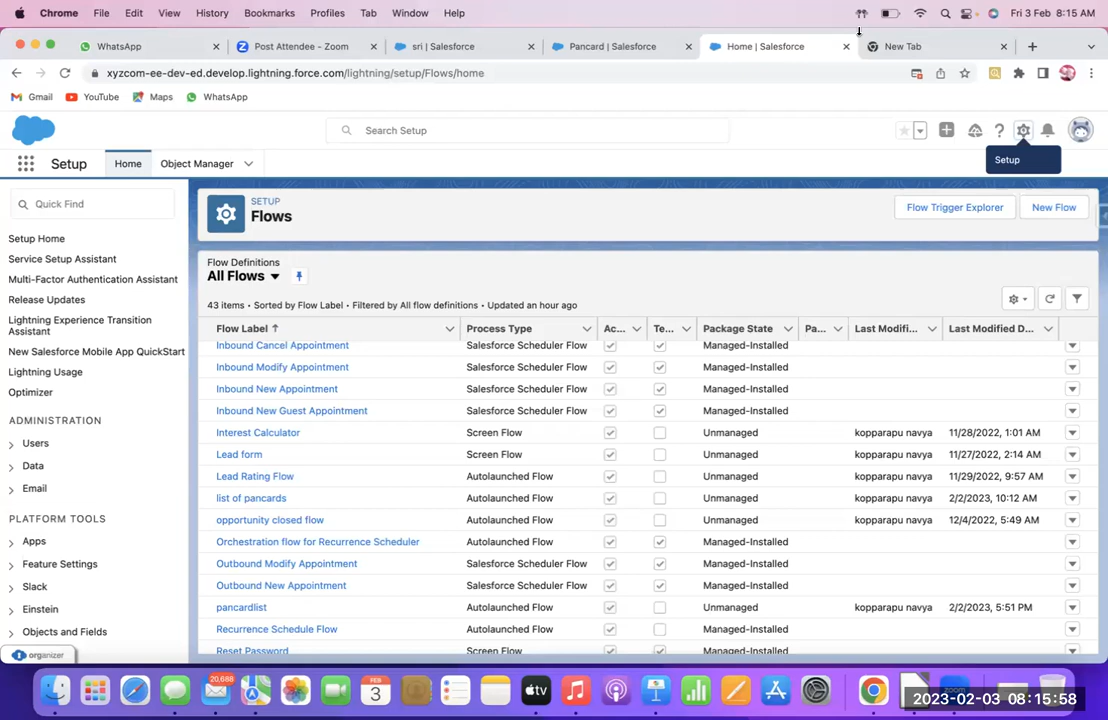 Chrome File Edit View History Bookmarks Profiles Tab Window Help Fri 3 Feb 8:15 AM
WhatsApp Post Attendee - Zoom sri | Salesforce Pancard | Salesforce Home | Salesforce New Tab
xyzcom-ee-dev-ed.develop.lightning.force.com/lightning/setup/Flows/home
Gmail YouTube Maps WhatsApp
Search Setup
Setup Home Object Manager
Setup
Quick Find
SETUP
Flows
Flow Trigger Explorer New Flow
Setup Home
Service Setup Assistant
Multi-Factor Authentication Assistant
Release Updates
Lightning Experience Transition
Assistant
New Salesforce Mobile App QuickStart
Lightning Usage
Optimizer
ADMINISTRATION
Users
Data
Email
PLATFORM TOOLS
Apps
Feature Settings
Slack
Einstein
Objects and Fields
organizer
Flow Definitions
All Flows
43 items • Sorted by Flow Label • Filtered by All flow definitions • Updated an hour ago
Flow Label Process Type Ac... Te... Package State Pa... Last Modifi... Last Modified D...
Inbound Cancel Appointment Salesforce Scheduler Flow Managed-Installed
Inbound Modify Appointment Salesforce Scheduler Flow Managed-Installed
Inbound New Appointment Salesforce Scheduler Flow Managed-Installed
Inbound New Guest Appointment Salesforce Scheduler Flow Managed-Installed
Interest Calculator Screen Flow Unmanaged kopparapu navya 11/28/2022, 1:01 AM
Lead form Screen Flow Unmanaged kopparapu navya 11/27/2022, 2:14 AM
Lead Rating Flow Autolaunched Flow Unmanaged kopparapu navya 11/29/2022, 9:57 AM
list of pancards Autolaunched Flow Unmanaged kopparapu navya 2/2/2023, 10:12 AM
opportunity closed flow Autolaunched Flow Unmanaged kopparapu navya 12/4/2022, 5:49 AM
Orchestration flow for Recurrence Scheduler Autolaunched Flow Managed-Installed
Outbound Modify Appointment Salesforce Scheduler Flow Managed-Installed
Outbound New Appointment Salesforce Scheduler Flow Managed-Installed
pancardlist Autolaunched Flow Unmanaged kopparapu navya 2/2/2023, 5:51 PM
Recurrence Schedule Flow Autolaunched Flow Managed-Installed
Reset Password Screen Flow Managed-Installed
20,688
FEB
3
tv
2023-02-03 08:15:58